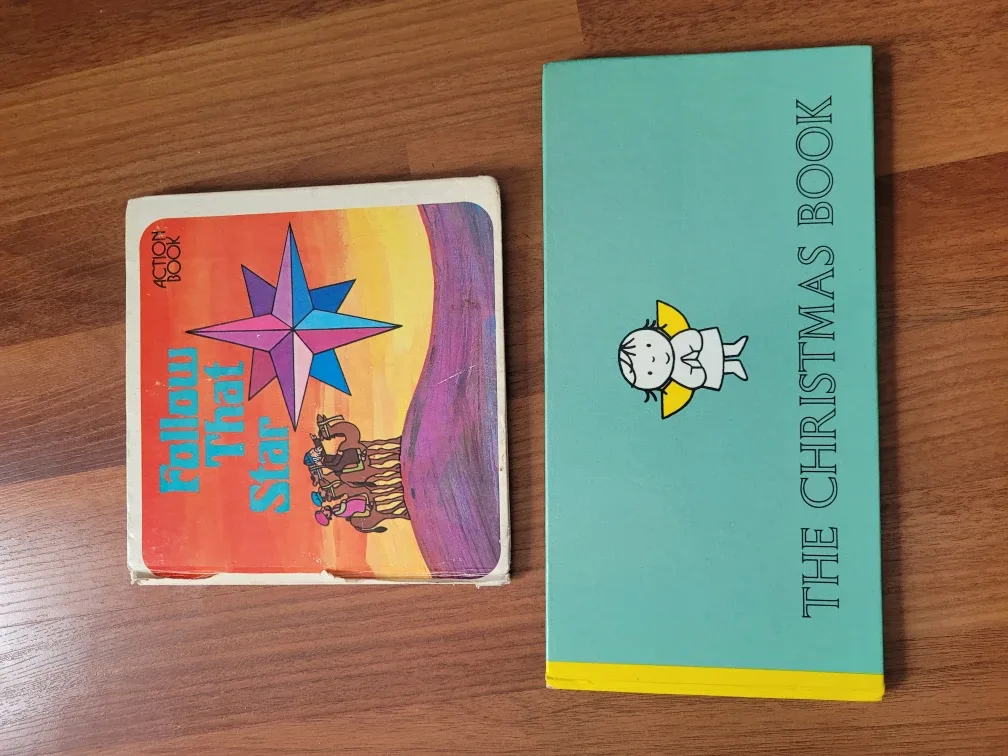 ACTION
BOOK
Follow
That
Star
THE CHRISTMAS BOOK